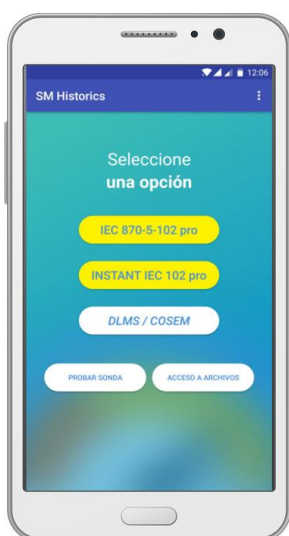 12:06
SM Historics
Seleccione
una opción
IEC 870-5-102 pro
INSTANT IEC 102 pro
DLMS / COSEM
PROBAR SONDA ACCESO A ARCHIVOS